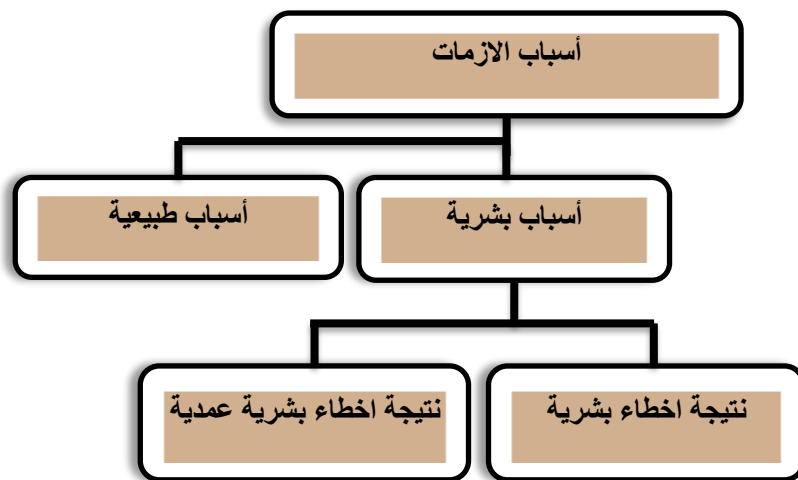 أسباب الازمات
أسباب بشرية
أسباب طبيعية
نتيجة اخطاء بشرية
نتيجة اخطاء بشرية عمدية